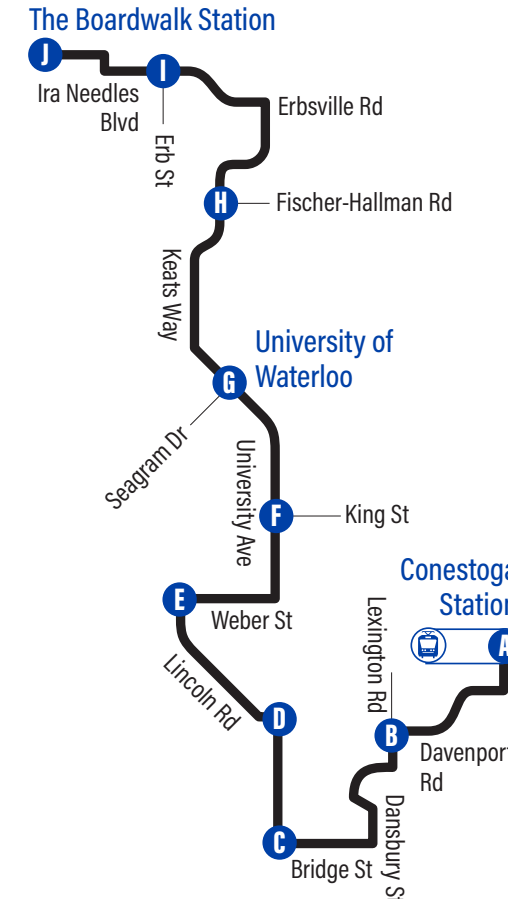 The Boardwalk Station
J
I
Ira Needles
Blvd
Erb St
Erbsville Rd
H
Fischer-Hallman Rd
Keats Way
University of
Waterloo
G
Seagram Dr
University Ave
F
King St
Conestoga
Station
E
Weber St
Lexington Rd
A
Lincoln Rd
D
B
Davenport
Rd
Dansbury St
C
Bridge St